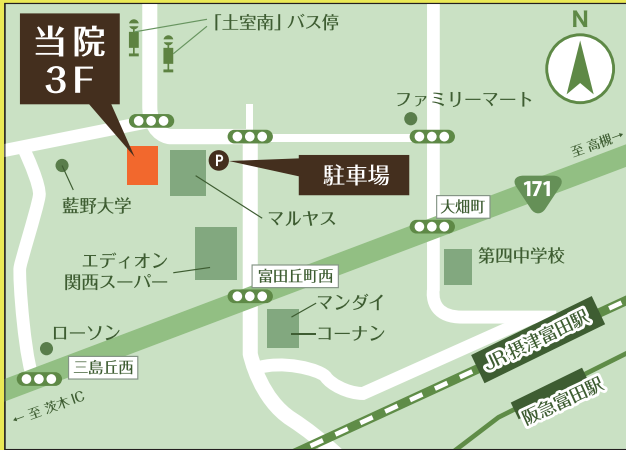 「土室南」バス停
当院
3F
N
ファミリーマート
至 高槻→
P
駐車場
171
藍野大学
マルヤス
大畑町
エディオン
関西スーパー
第四中学校
富田丘町西
マンダイ
コーナン
ローソン
JR 摂津富田駅
三島丘西
阪急富田駅
← 至 茨木IC